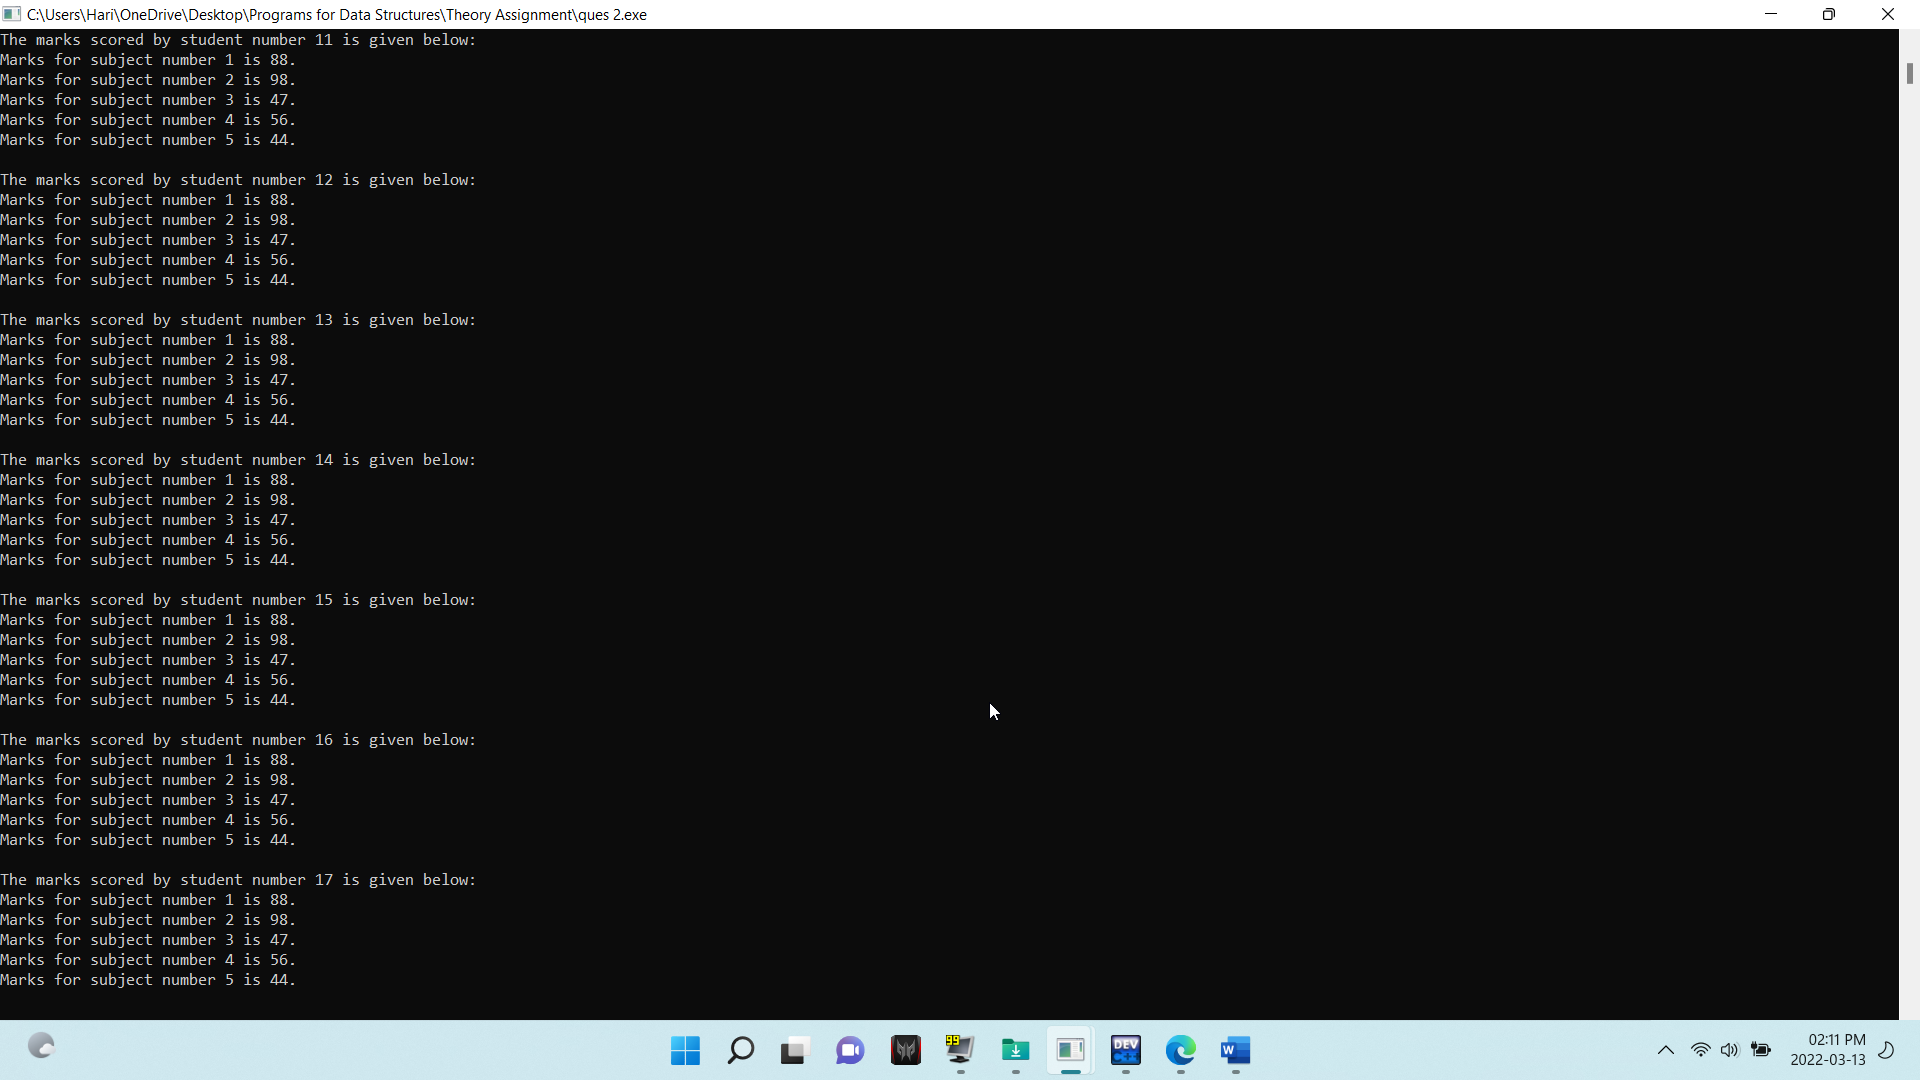 C:\Users\Hari\OneDrive\Desktop\Programs for Data Structures\Theory Assignment\ques 2.exe
The marks scored by student number 11 is given below:
Marks for subject number 1 is 88.
Marks for subject number 2 is 98.
Marks for subject number 3 is 47.
Marks for subject number 4 is 56.
Marks for subject number 5 is 44.

The marks scored by student number 12 is given below:
Marks for subject number 1 is 88.
Marks for subject number 2 is 98.
Marks for subject number 3 is 47.
Marks for subject number 4 is 56.
Marks for subject number 5 is 44.

The marks scored by student number 13 is given below:
Marks for subject number 1 is 88.
Marks for subject number 2 is 98.
Marks for subject number 3 is 47.
Marks for subject number 4 is 56.
Marks for subject number 5 is 44.

The marks scored by student number 14 is given below:
Marks for subject number 1 is 88.
Marks for subject number 2 is 98.
Marks for subject number 3 is 47.
Marks for subject number 4 is 56.
Marks for subject number 5 is 44.

The marks scored by student number 15 is given below:
Marks for subject number 1 is 88.
Marks for subject number 2 is 98.
Marks for subject number 3 is 47.
Marks for subject number 4 is 56.
Marks for subject number 5 is 44.

The marks scored by student number 16 is given below:
Marks for subject number 1 is 88.
Marks for subject number 2 is 98.
Marks for subject number 3 is 47.
Marks for subject number 4 is 56.
Marks for subject number 5 is 44.

The marks scored by student number 17 is given below:
Marks for subject number 1 is 88.
Marks for subject number 2 is 98.
Marks for subject number 3 is 47.
Marks for subject number 4 is 56.
Marks for subject number 5 is 44.

99
DEV
C++
W
02:11 PM
2022-03-13